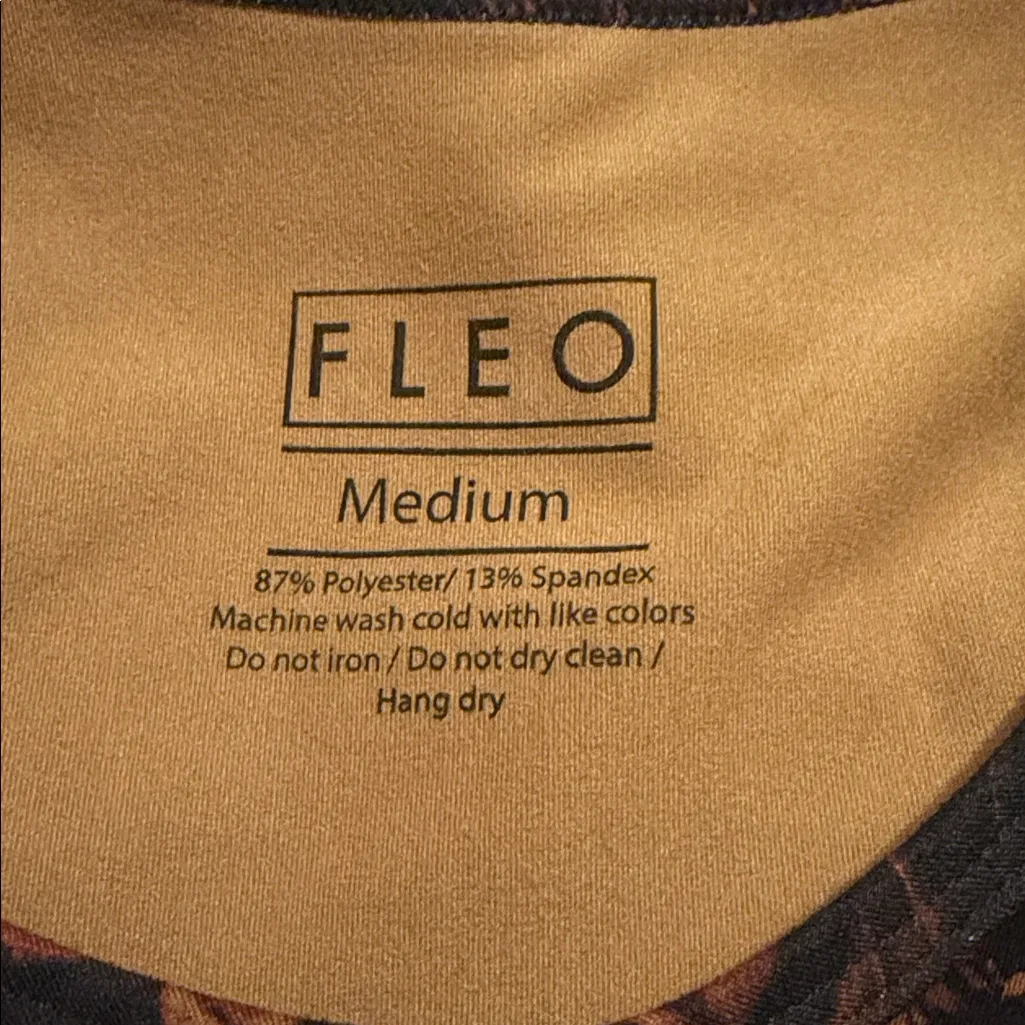 FLEO
Medium
87% Polyester/ 13% Spandex
Machine wash cold with like colors
Do not iron / Do not dry clean /
Hang dry